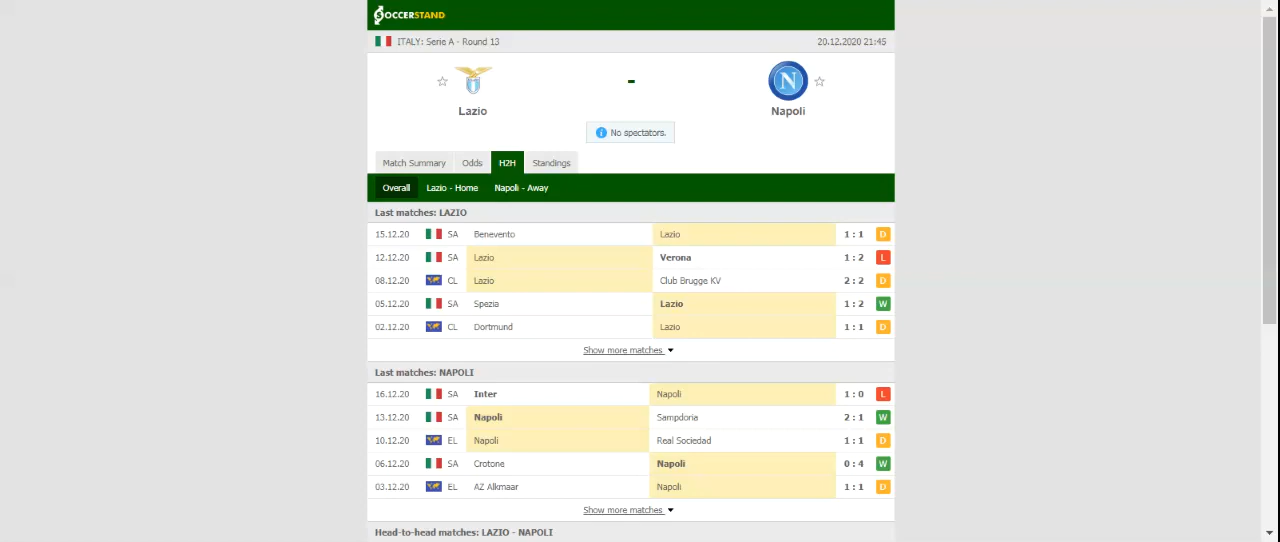 SOCCERSTAND
ITALY: Serie A - Round 13 20.12.2020 21:45
-
Lazio Napoli
No spectators.
Match Summary Odds H2H Standings
Overall Lazio - Home Napoli - Away
Last matches: LAZIO
15.12.20 SA Benevento Lazio 1 : 1 D
12.12.20 SA Lazio Verona 1 : 2 L
08.12.20 CL Lazio Club Brugge KV 2 : 2 D
05.12.20 SA Spezia Lazio 1 : 2 W
02.12.20 CL Dortmund Lazio 1 : 1 D
Show more matches
Last matches: NAPOLI
16.12.20 SA Inter Napoli 1 : 0 L
13.12.20 SA Napoli Sampdoria 2 : 1 W
10.12.20 EL Napoli Real Sociedad 1 : 1 D
06.12.20 SA Crotone Napoli 0 : 4 W
03.12.20 EL AZ Alkmaar Napoli 1 : 1 D
Show more matches
Head-to-head matches: LAZIO - NAPOLI